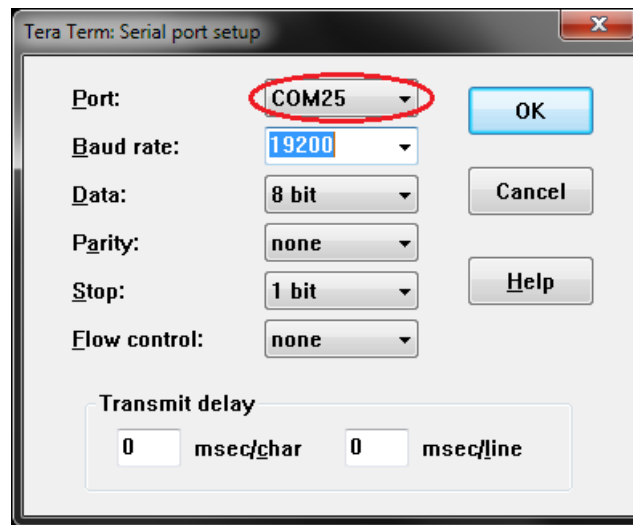 Tera Term: Serial port setup
Port: COM25 OK
Baud rate: 19200
Data: 8 bit Cancel
Parity: none
Stop: 1 bit Help
Flow control: none
Transmit delay
0 msec/char 0 msec/line